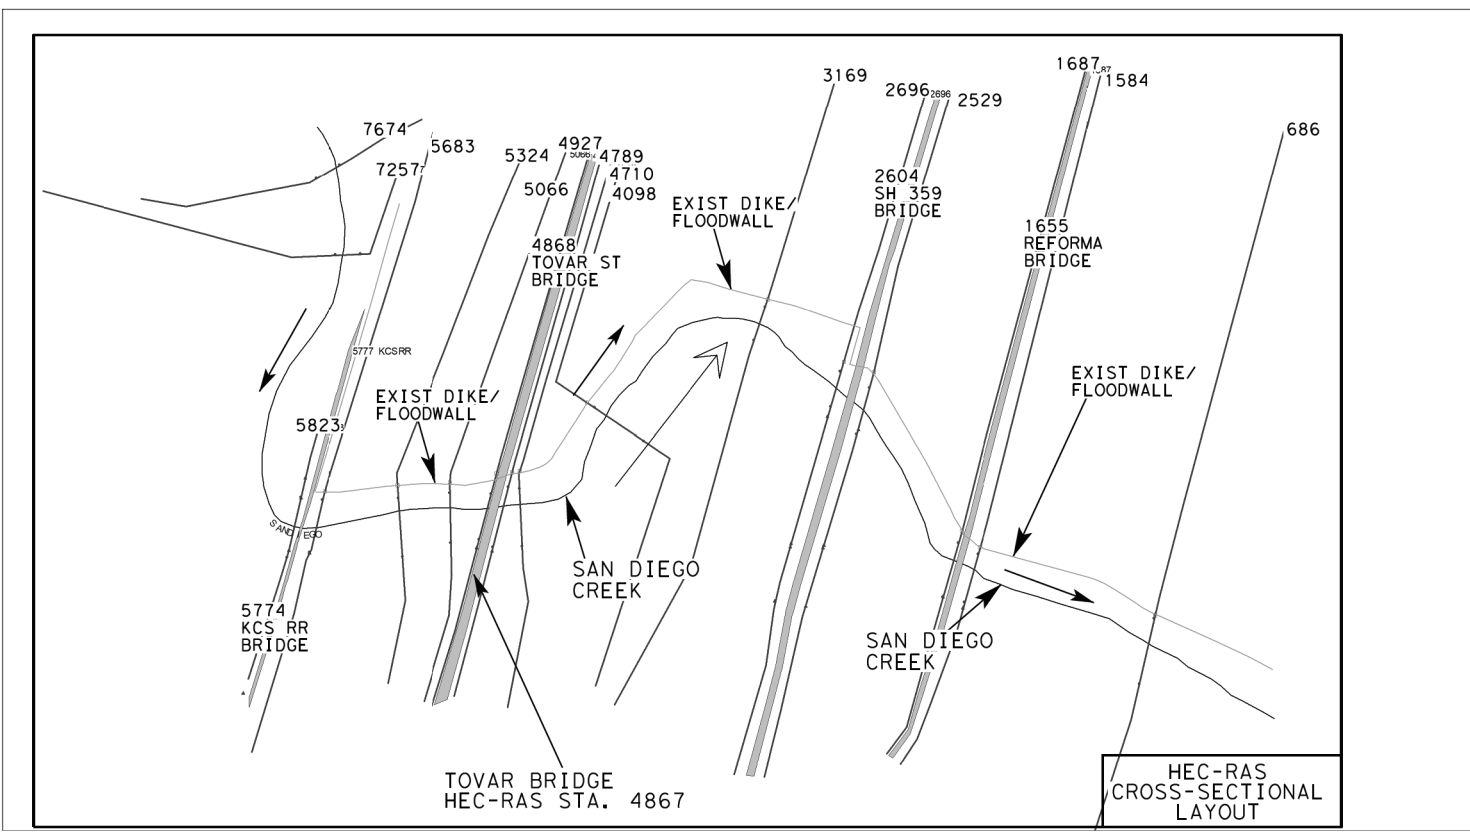 7674
7257
5683
5324
4927
4789
4710
5066
4098
3169
2696
2696
2529
1687
1584
686
2604
SH 359
BRIDGE
EXIST DIKE/
FLOODWALL
1655
REFORMA
BRIDGE
4868
TOVAR ST
BRIDGE
5777 KCSRR
EXIST DIKE/
FLOODWALL
EXIST DIKE/
FLOODWALL
5823
SAN DIEGO
SAN DIEGO
CREEK
5774
KCS RR
BRIDGE
SAN DIEGO
CREEK
TOVAR BRIDGE
HEC-RAS STA. 4867
HEC-RAS
CROSS-SECTIONAL
LAYOUT